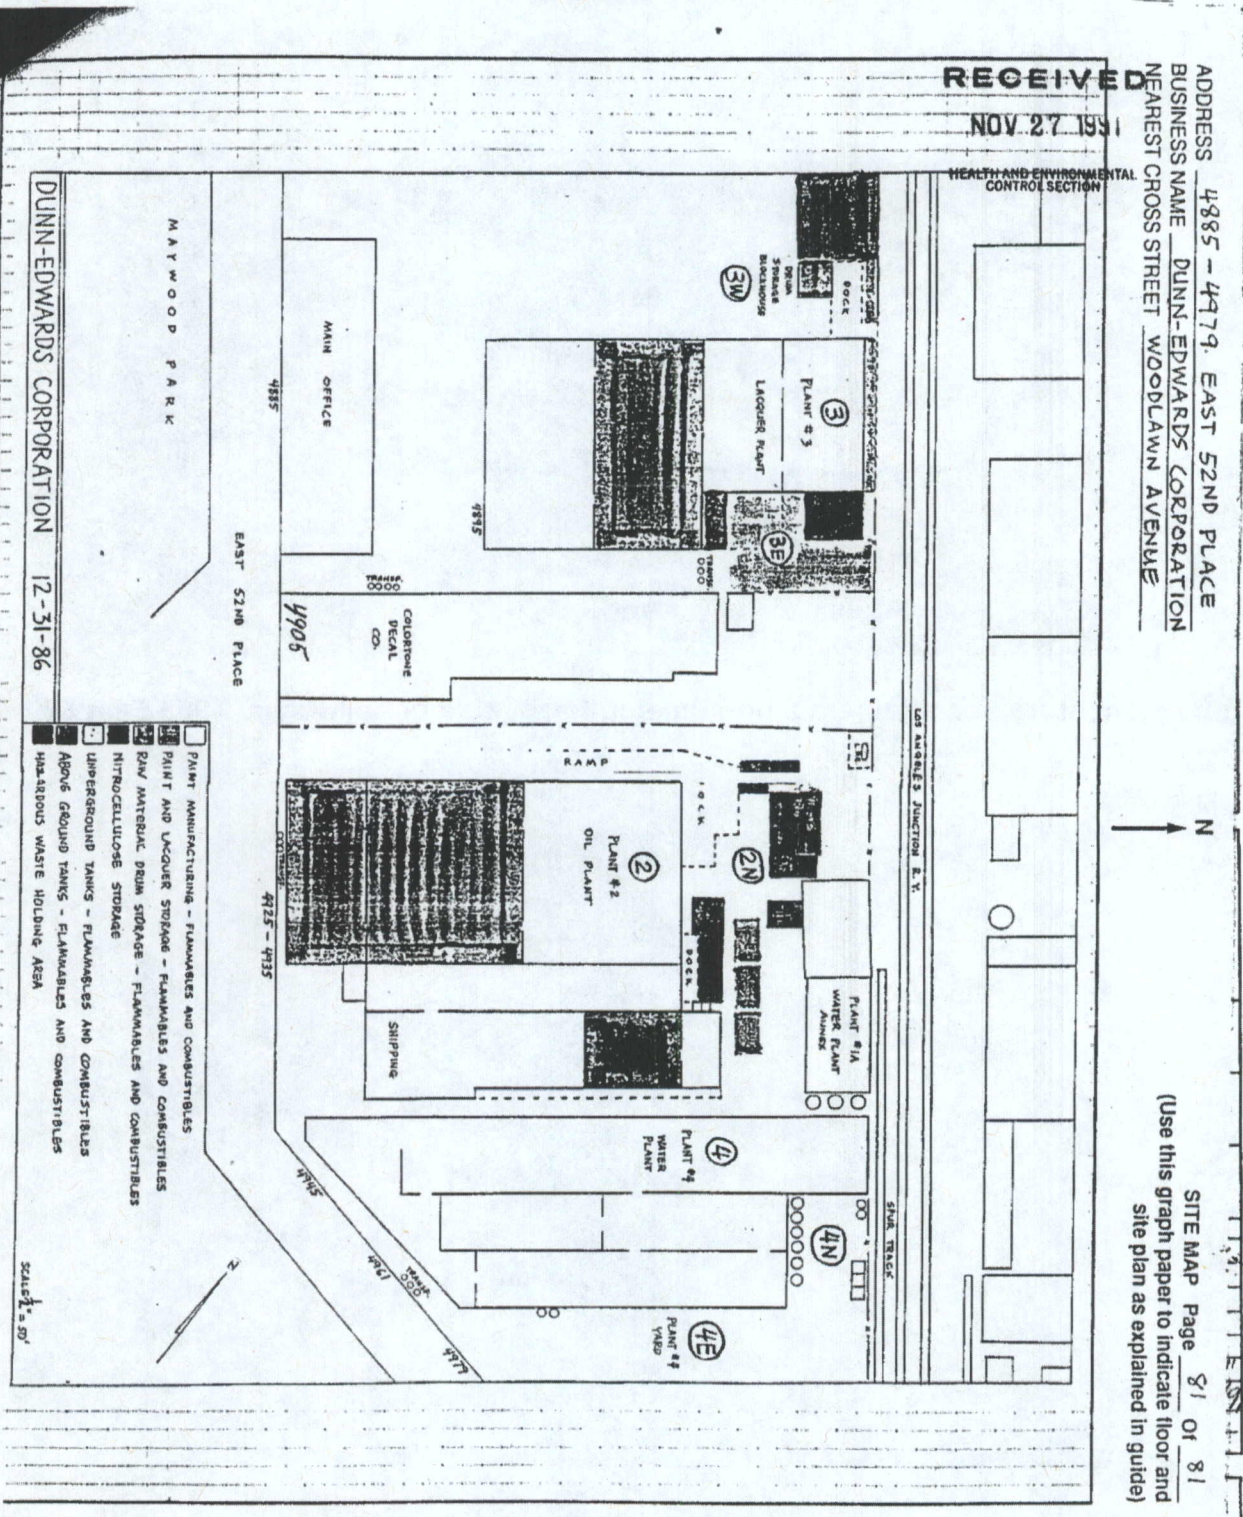 ADDRESS 4885 - 4979. EAST 52ND PLACE
BUSINESS NAME DUNN-EDWARDS CORPORATION
NEAREST CROSS STREET WOODLAWN AVENUE
SITE MAP Page 81 Of 81
(Use this graph paper to indicate floor and
site plan as explained in guide)
RECEIVED
NOV 27 1991
HEALTH AND ENVIRONMENTAL
CONTROL SECTION
N
LOS ANGELES JUNCTION R.Y.
SPUR TRACK
DOCK
DRUM
STORAGE
BLOCKHOUSE
3W
3
PLANT # 3
LACQUER PLANT
3E
TRANSF.
4895
MAIN OFFICE
4885
TRANSF.
COLORTONE
DECAL
CO.
4905
MAYWOOD PARK
EAST 52ND PLACE
RAMP
DOCK
2N
2
PLANT #2
OIL PLANT
DOCK
4925 - 4935
PLANT #1A
WATER PLANT
ANNEX
SHIPPING
4
PLANT #4
WATER
PLANT
4N
4E
PLANT #4
YARD
4945
4961
TRANSF.
4979
N
PAINT MANUFACTURING - FLAMMABLES AND COMBUSTIBLES
PAINT AND LACQUER STORAGE - FLAMMABLES AND COMBUSTIBLES
RAW MATERIAL DRUM STORAGE - FLAMMABLES AND COMBUSTIBLES
NITROCELLULOSE STORAGE
UNDERGROUND TANKS - FLAMMABLES AND COMBUSTIBLES
ABOVE GROUND TANKS - FLAMMABLES AND COMBUSTIBLES
HAZARDOUS WASTE HOLDING AREA
DUNN-EDWARDS CORPORATION 12-31-86